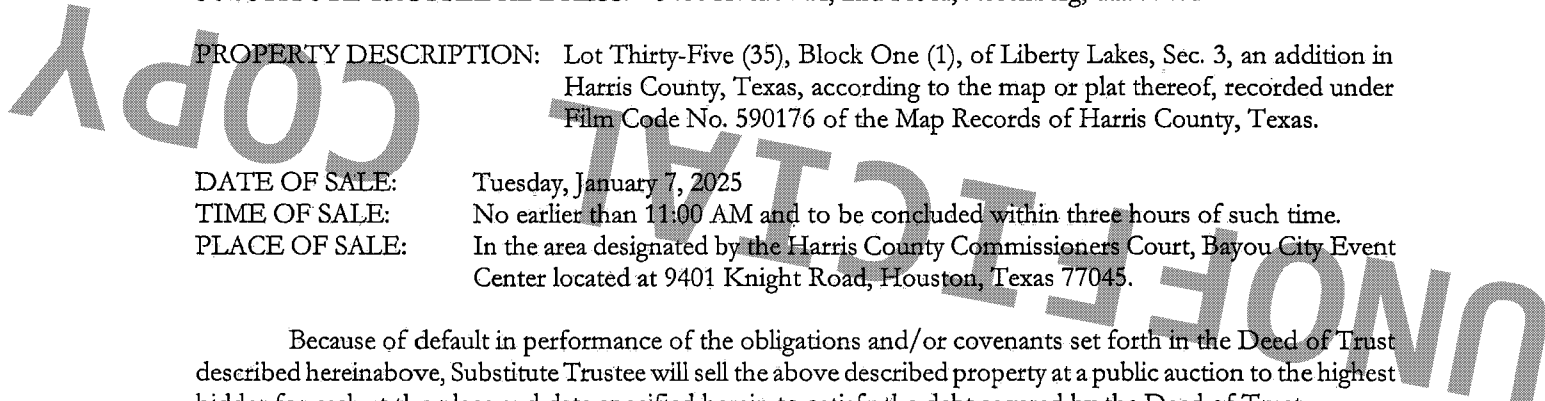 PROPERTY DESCRIPTION: Lot Thirty-Five (35), Block One (1), of Liberty Lakes, Sec. 3, an addition in
Harris County, Texas, according to the map or plat thereof, recorded under
Film Code No. 590176 of the Map Records of Harris County, Texas.
DATE OF SALE: Tuesday, January 7, 2025
TIME OF SALE: No earlier than 11:00 AM and to be concluded within three hours of such time.
PLACE OF SALE: In the area designated by the Harris County Commissioners Court, Bayou City Event
Center located at 9401 Knight Road, Houston, Texas 77045.
Because of default in performance of the obligations and/or covenants set forth in the Deed of Trust
described hereinabove, Substitute Trustee will sell the above described property at a public auction to the highest
UNOFFICIAL COPY